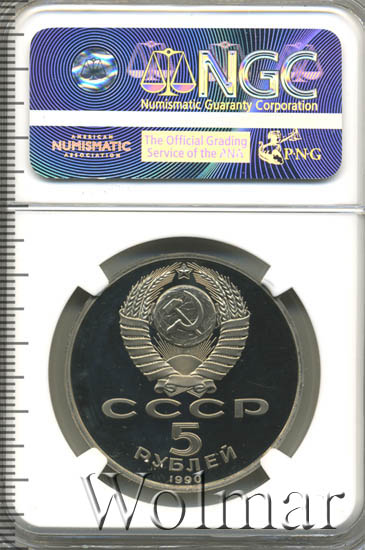 NGC
Numismatic Guaranty Corporation
AMERICAN
NUMISMATIC
ASSOCIATION
The Official Grading
Service of the ANA
PNG
СССР
5
РУБЛЕЙ
1990
Wolmar